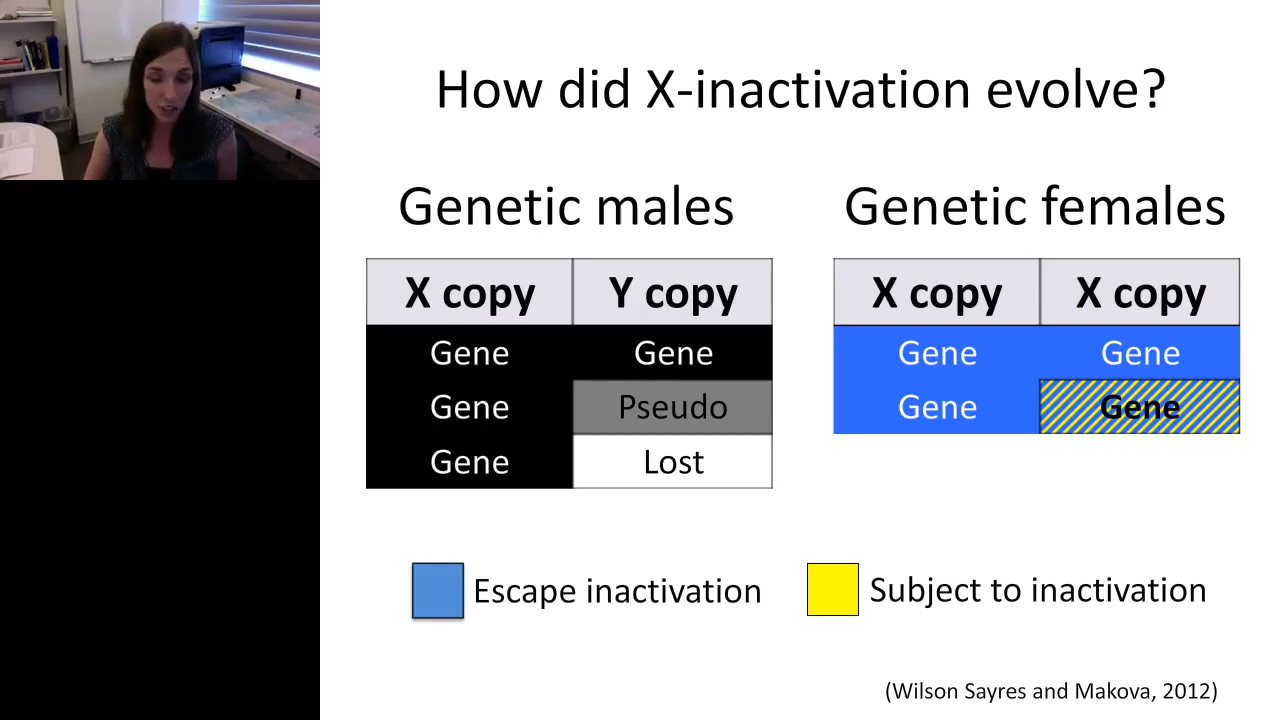 How did X-inactivation evolve?
Genetic males
X copy Y copy
Gene Gene
Gene Pseudo
Gene Lost
Genetic females
X copy X copy
Gene Gene
Gene Gene
Escape inactivation
Subject to inactivation
(Wilson Sayres and Makova, 2012)